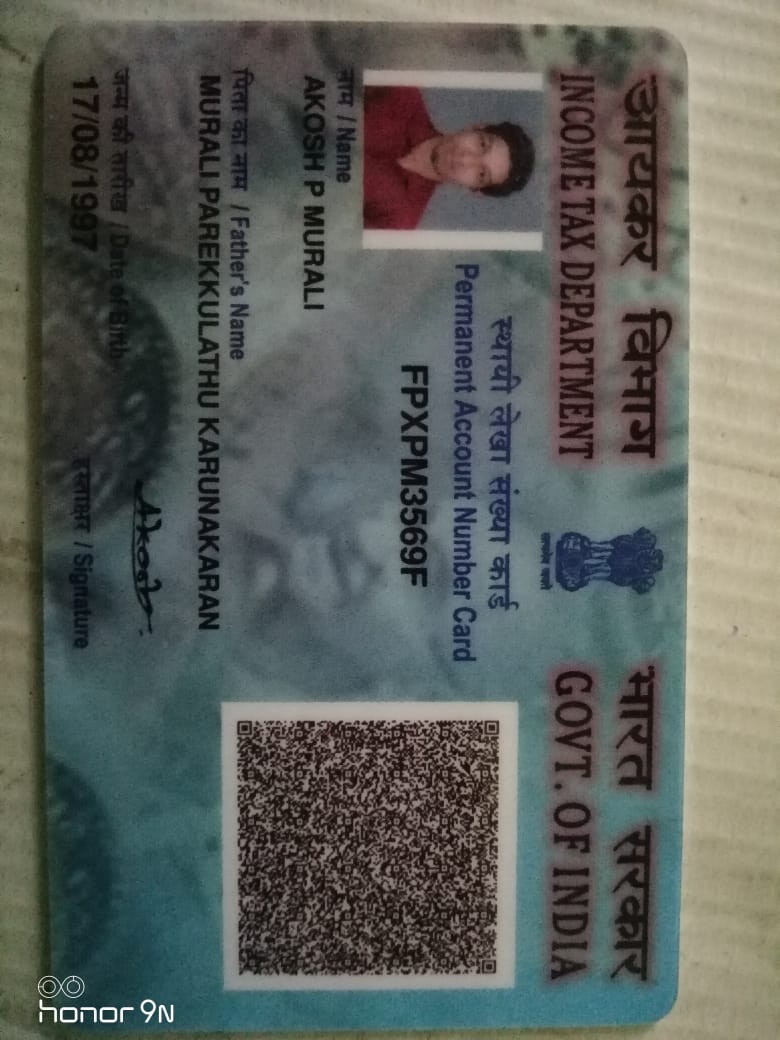 आयकर विभाग
INCOME TAX DEPARTMENT
भारत सरकार
GOVT. OF INDIA
सत्यमेव जयते
स्थायी लेखा संख्या कार्ड
Permanent Account Number Card
FPXPM3569F
नाम / Name
AKOSH P MURALI
पिता का नाम / Father's Name
MURALI PAREKKULATHU KARUNAKARAN
जन्म की तारीख / Date of Birth
17/08/1997
Akosh
हस्ताक्षर / Signature
honor 9N